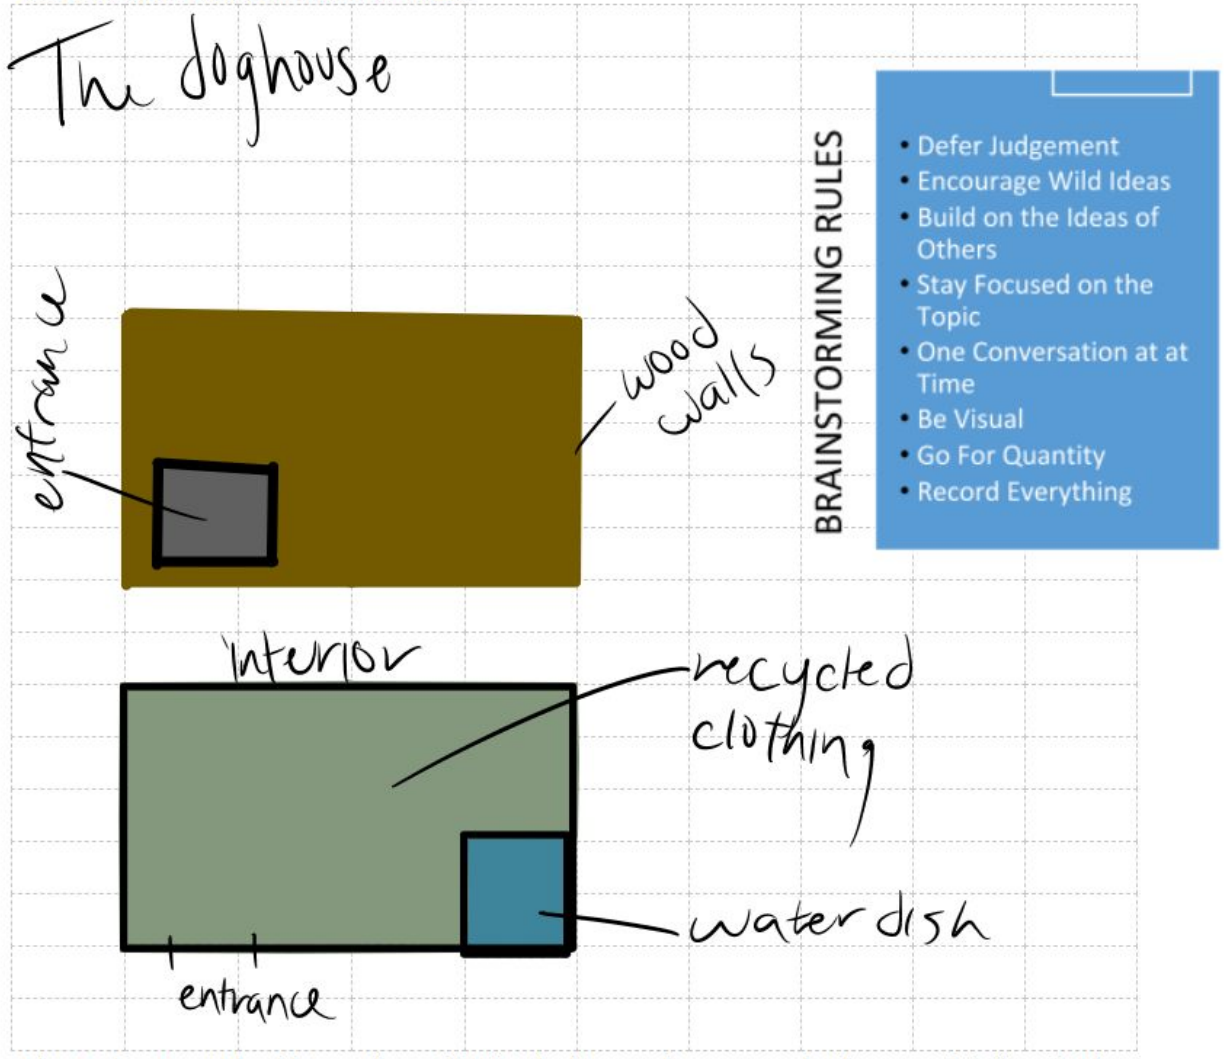 The doghouse
BRAINSTORMING RULES
• Defer Judgement
• Encourage Wild Ideas
• Build on the Ideas of
Others
• Stay Focused on the
Topic
• One Conversation at at
Time
• Be Visual
• Go For Quantity
• Record Everything
entrance
wood
walls
interior
recycled
clothing
water dish
entrance